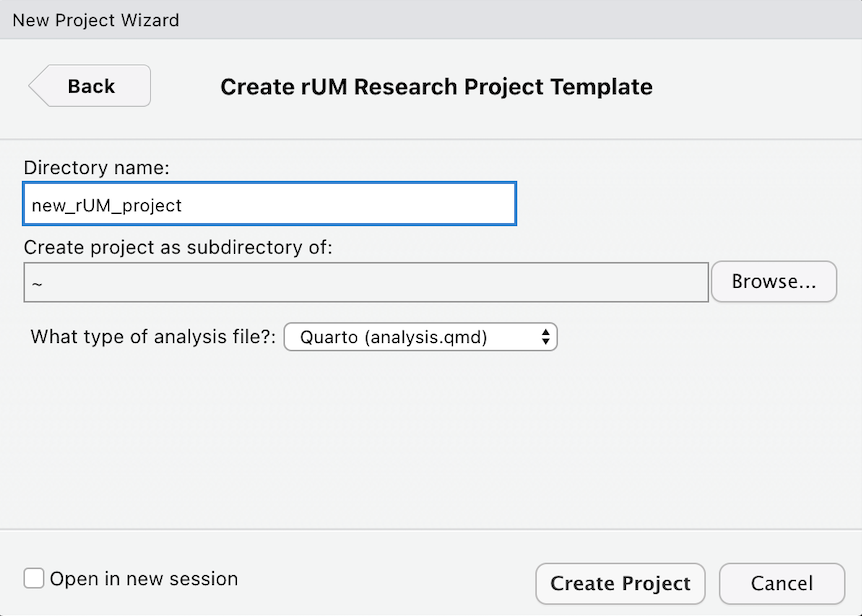 New Project Wizard
Back
Create rUM Research Project Template
Directory name:
new_rUM_project
Create project as subdirectory of:
~
Browse...
What type of analysis file?:
Quarto (analysis.qmd)
Open in new session
Create Project
Cancel